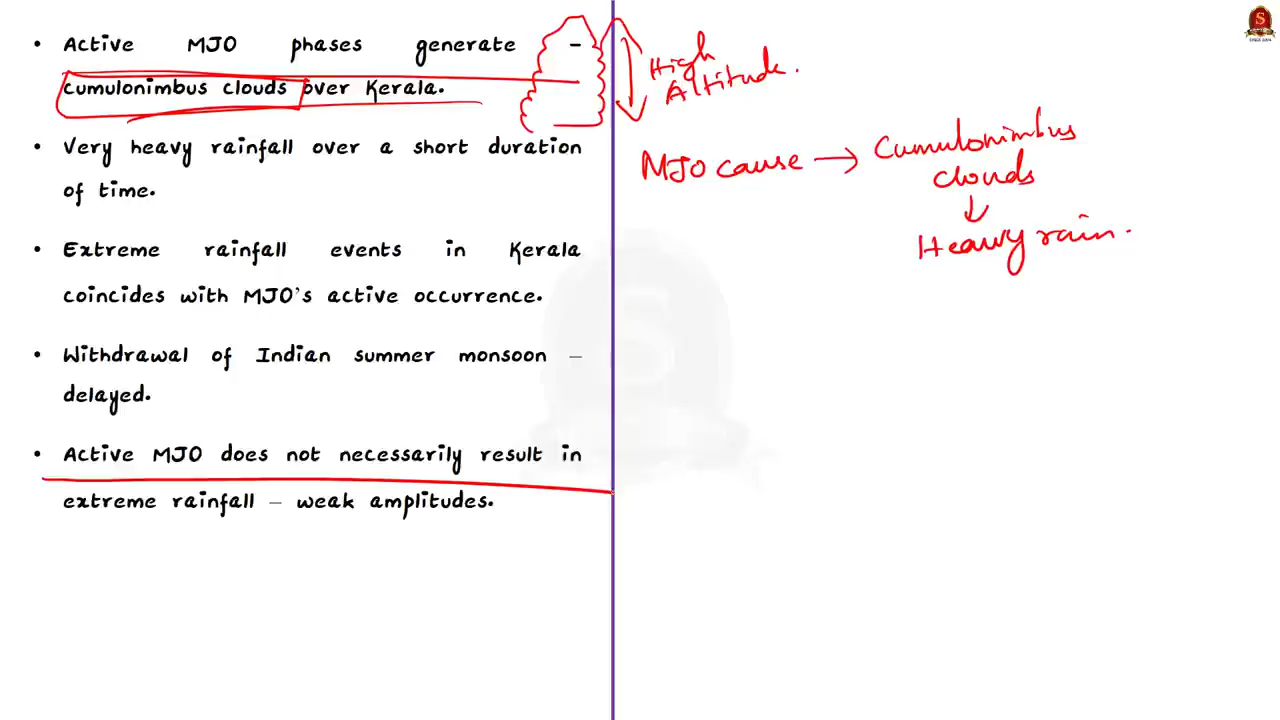 • Active MJO phases generate –
cumulonimbus clouds over Kerala.
• Very heavy rainfall over a short duration
of time.
• Extreme rainfall events in Kerala
coincides with MJO's active occurrence.
• Withdrawal of Indian summer monsoon –
delayed.
• Active MJO does not necessarily result in
extreme rainfall – weak amplitudes.
High
Altitude.
MJO cause → Cumulonimbus
clouds
↓
Heavy rain.
S